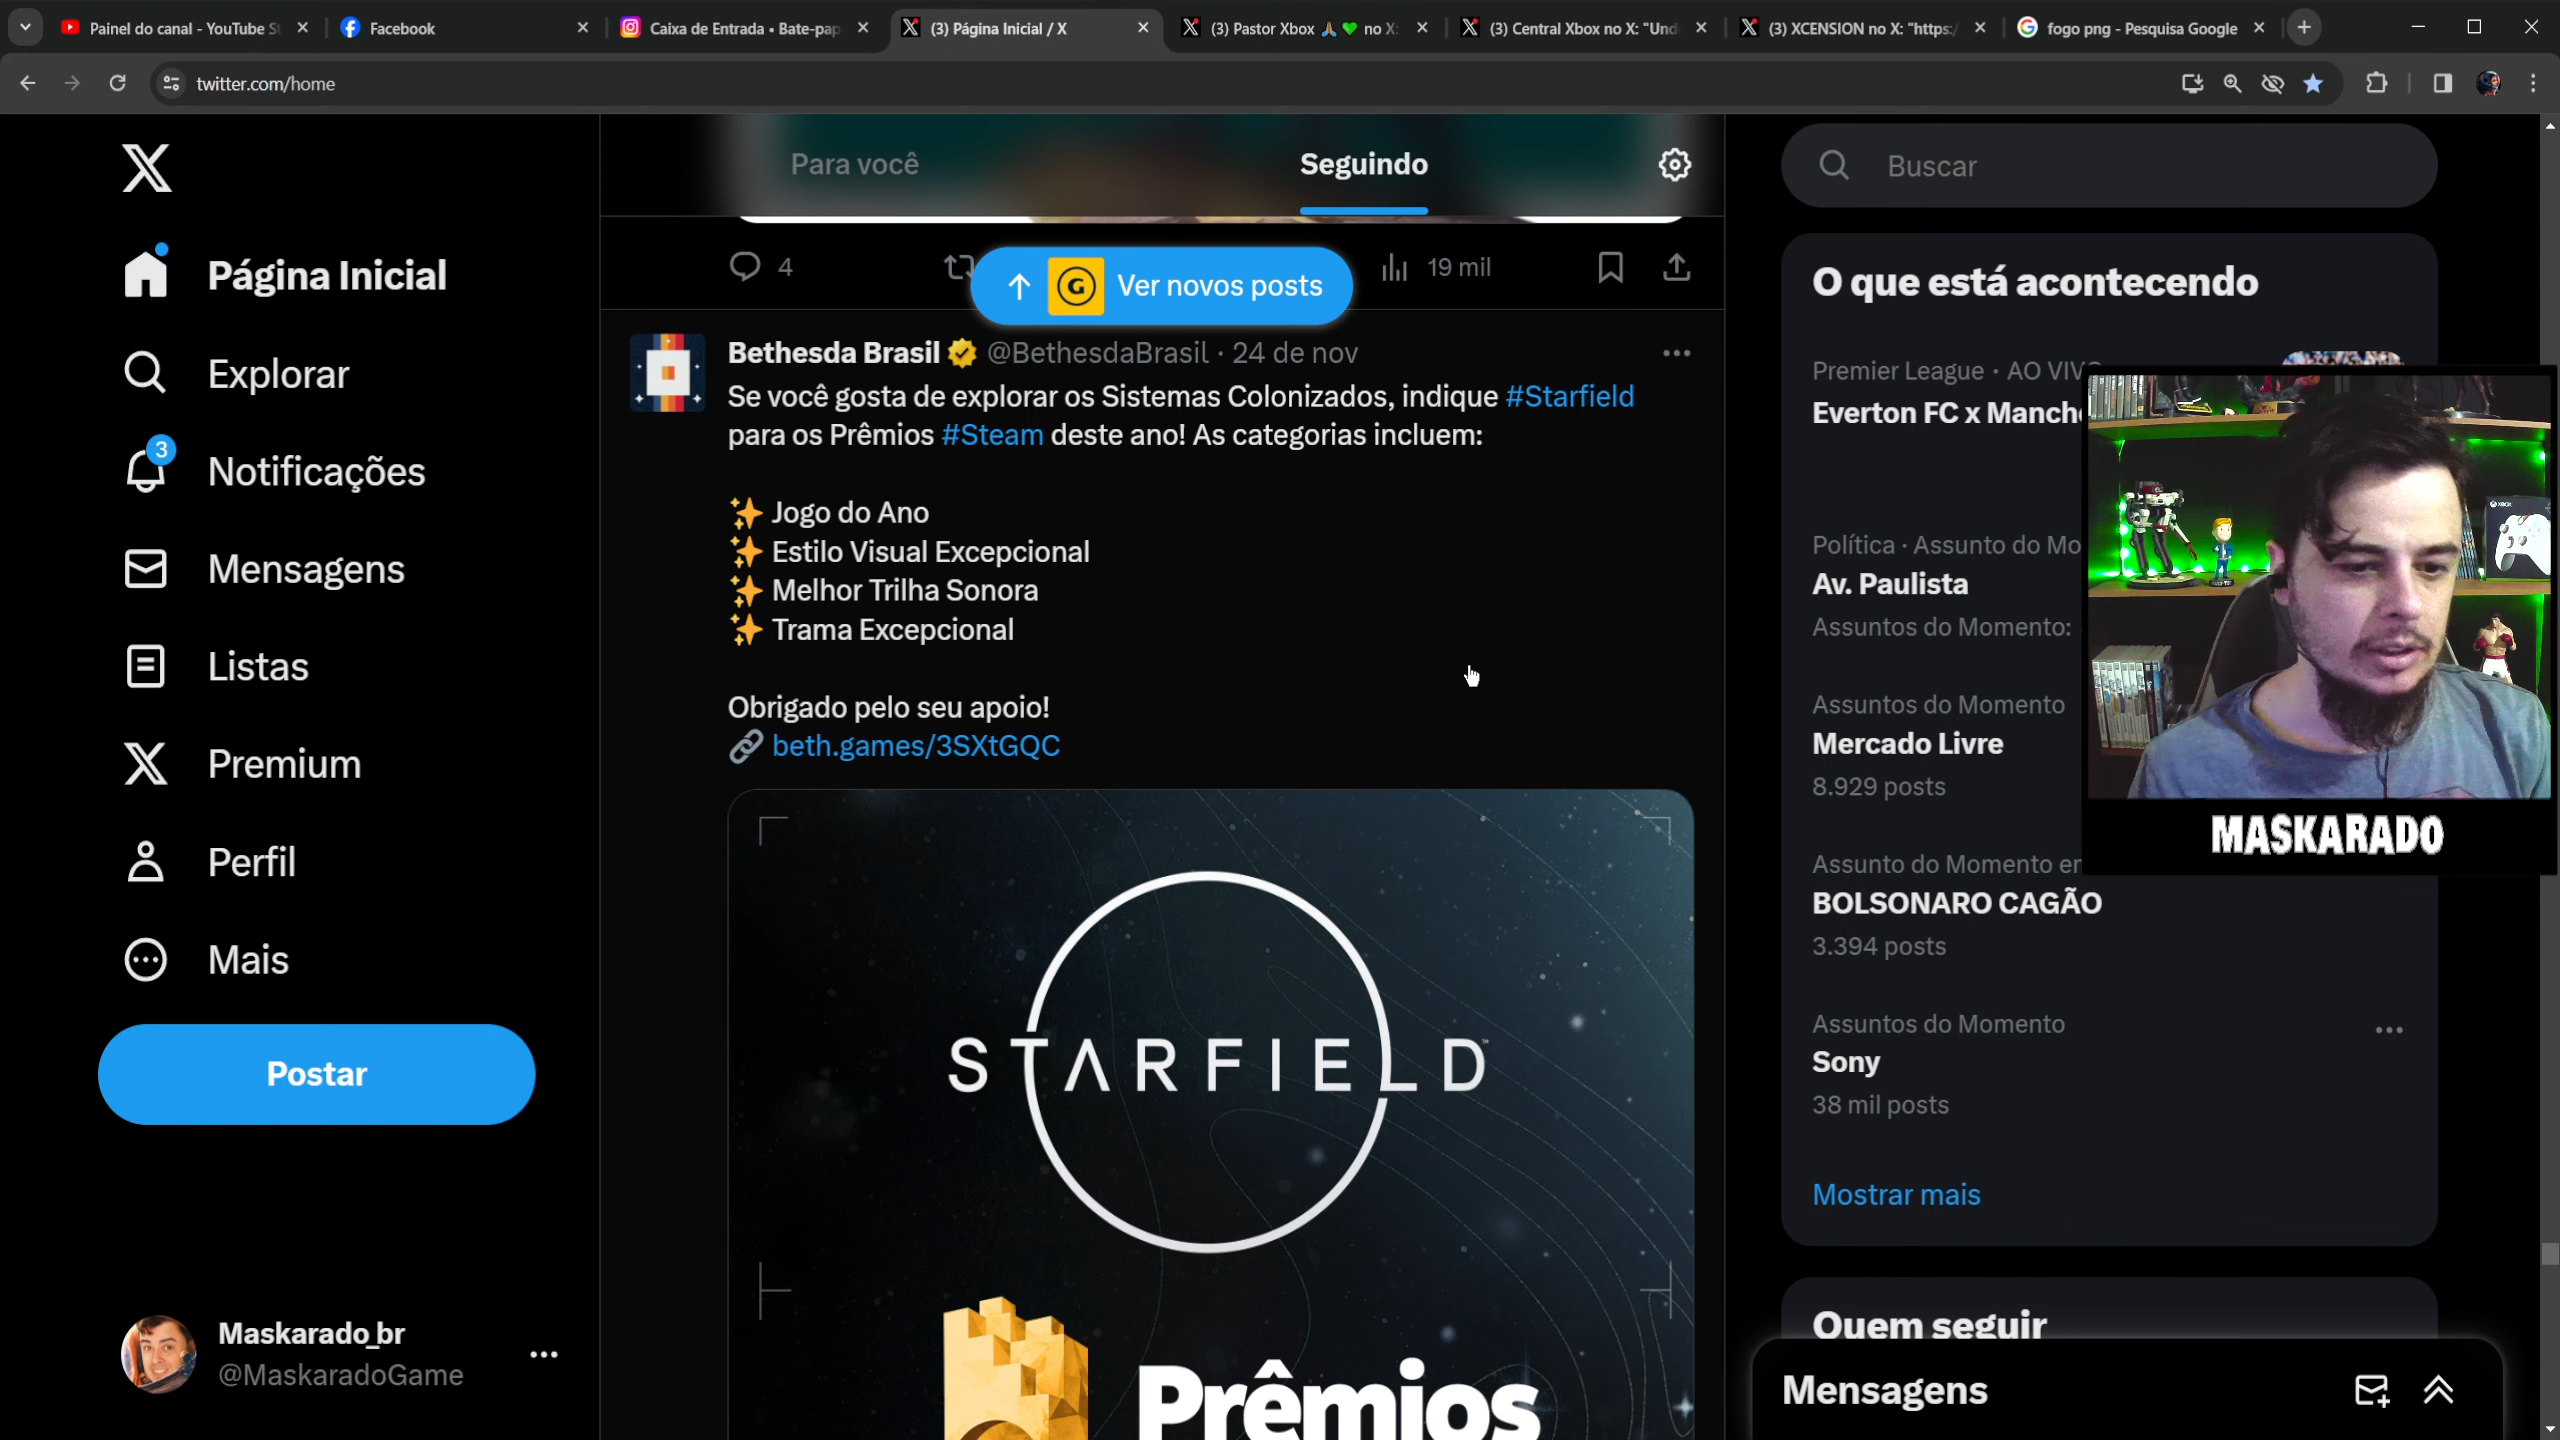 Painel do canal - YouTube S
Facebook
Caixa de Entrada • Bate-pap
(3) Página Inicial / X
(3) Pastor Xbox 🙏💚 no X:
(3) Central Xbox no X: "Und
(3) XCENSION no X: "https:/
fogo png - Pesquisa Google
twitter.com/home
Para você
Seguindo
Buscar
Página Inicial
Explorar
3
Notificações
Mensagens
Listas
Premium
Perfil
Mais
Postar
Maskarado_br
@MaskaradoGame
4
Ver novos posts
19 mil
Bethesda Brasil @BethesdaBrasil · 24 de nov
Se você gosta de explorar os Sistemas Colonizados, indique #Starfield
para os Prêmios #Steam deste ano! As categorias incluem:
✨ Jogo do Ano
✨ Estilo Visual Excepcional
✨ Melhor Trilha Sonora
✨ Trama Excepcional
Obrigado pelo seu apoio!
🔗 beth.games/3SXtGQC
STARFIELD
Prêmios
O que está acontecendo
Premier League · AO VIVO
Everton FC x Manche
Política · Assunto do Mo
Av. Paulista
Assuntos do Momento:
Assuntos do Momento
Mercado Livre
8.929 posts
Assunto do Momento em
BOLSONARO CAGÃO
3.394 posts
Assuntos do Momento
Sony
38 mil posts
Mostrar mais
Quem seguir
Mensagens
XBOX
MASKARADO